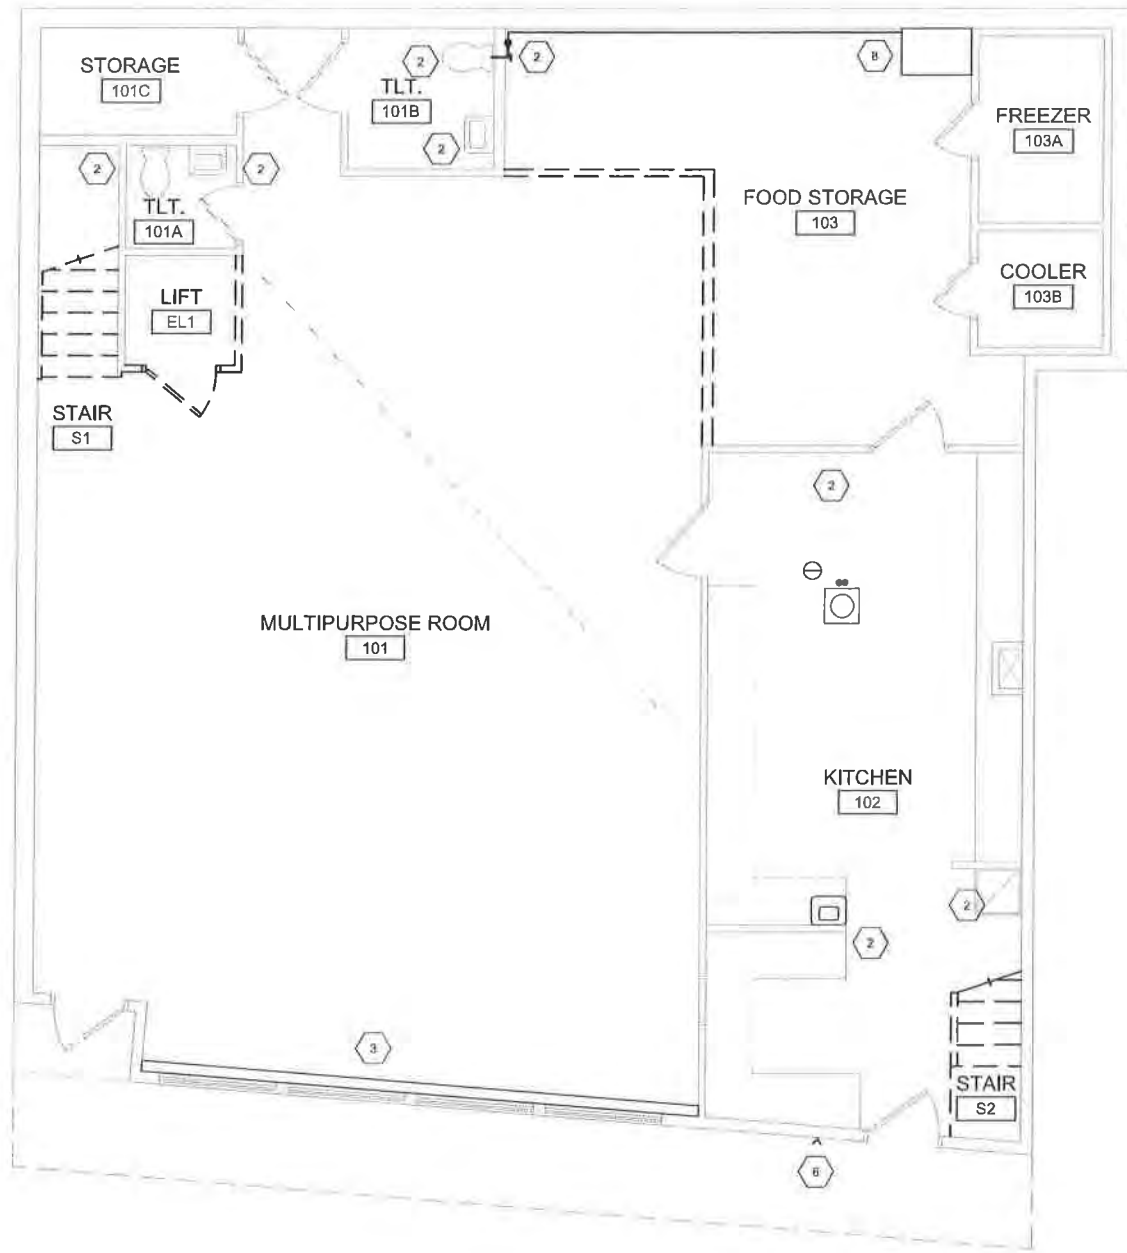 STORAGE
101C
2
TLT.
101B
2
8
2
FREEZER
103A
2
TLT.
101A
2
FOOD STORAGE
103
COOLER
103B
LIFT
EL1
STAIR
S1
2
MULTIPURPOSE ROOM
101
KITCHEN
102
2
2
3
STAIR
S2
6